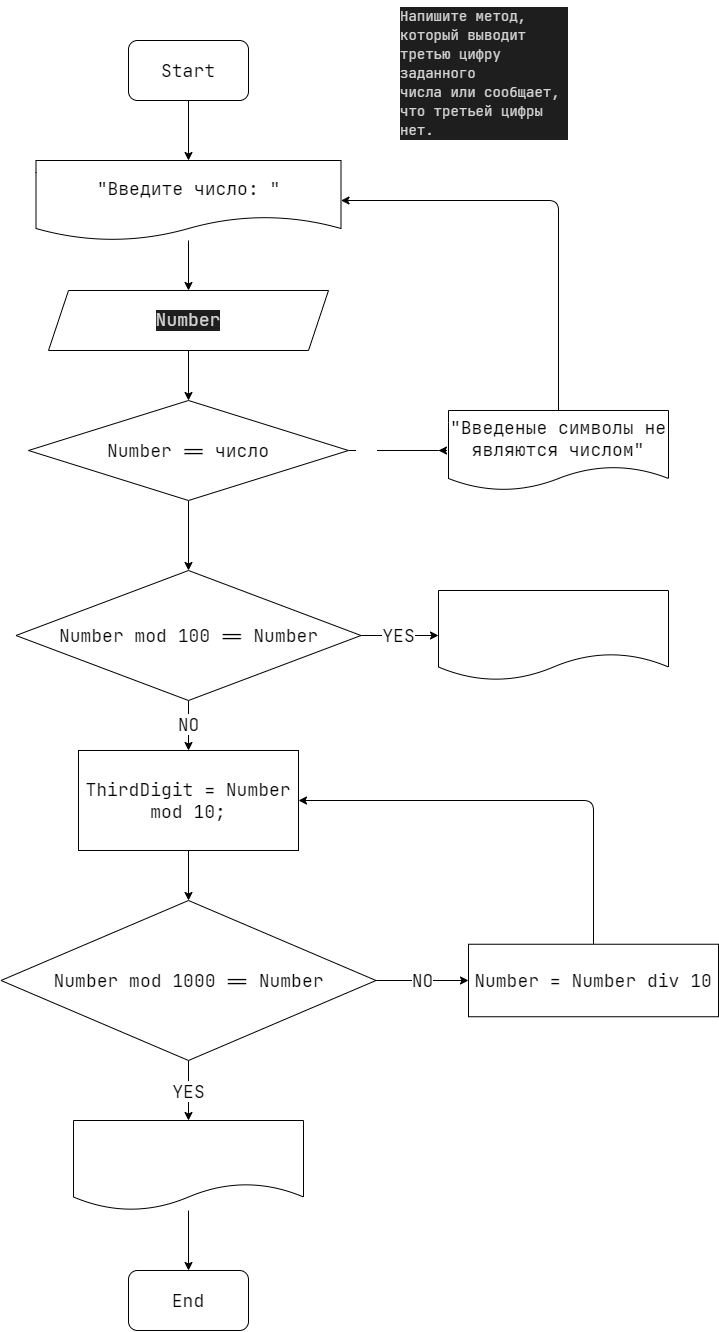 Напишите метод,
который выводит
третью цифру
заданного
числа или сообщает,
что третьей цифры
нет.
Start
"Введите число: "
Number
Number == число
"Введеные символы не
являются числом"
Number mod 100 == Number
YES
NO
ThirdDigit = Number
mod 10;
Number mod 1000 == Number
NO
Number = Number div 10
YES
End